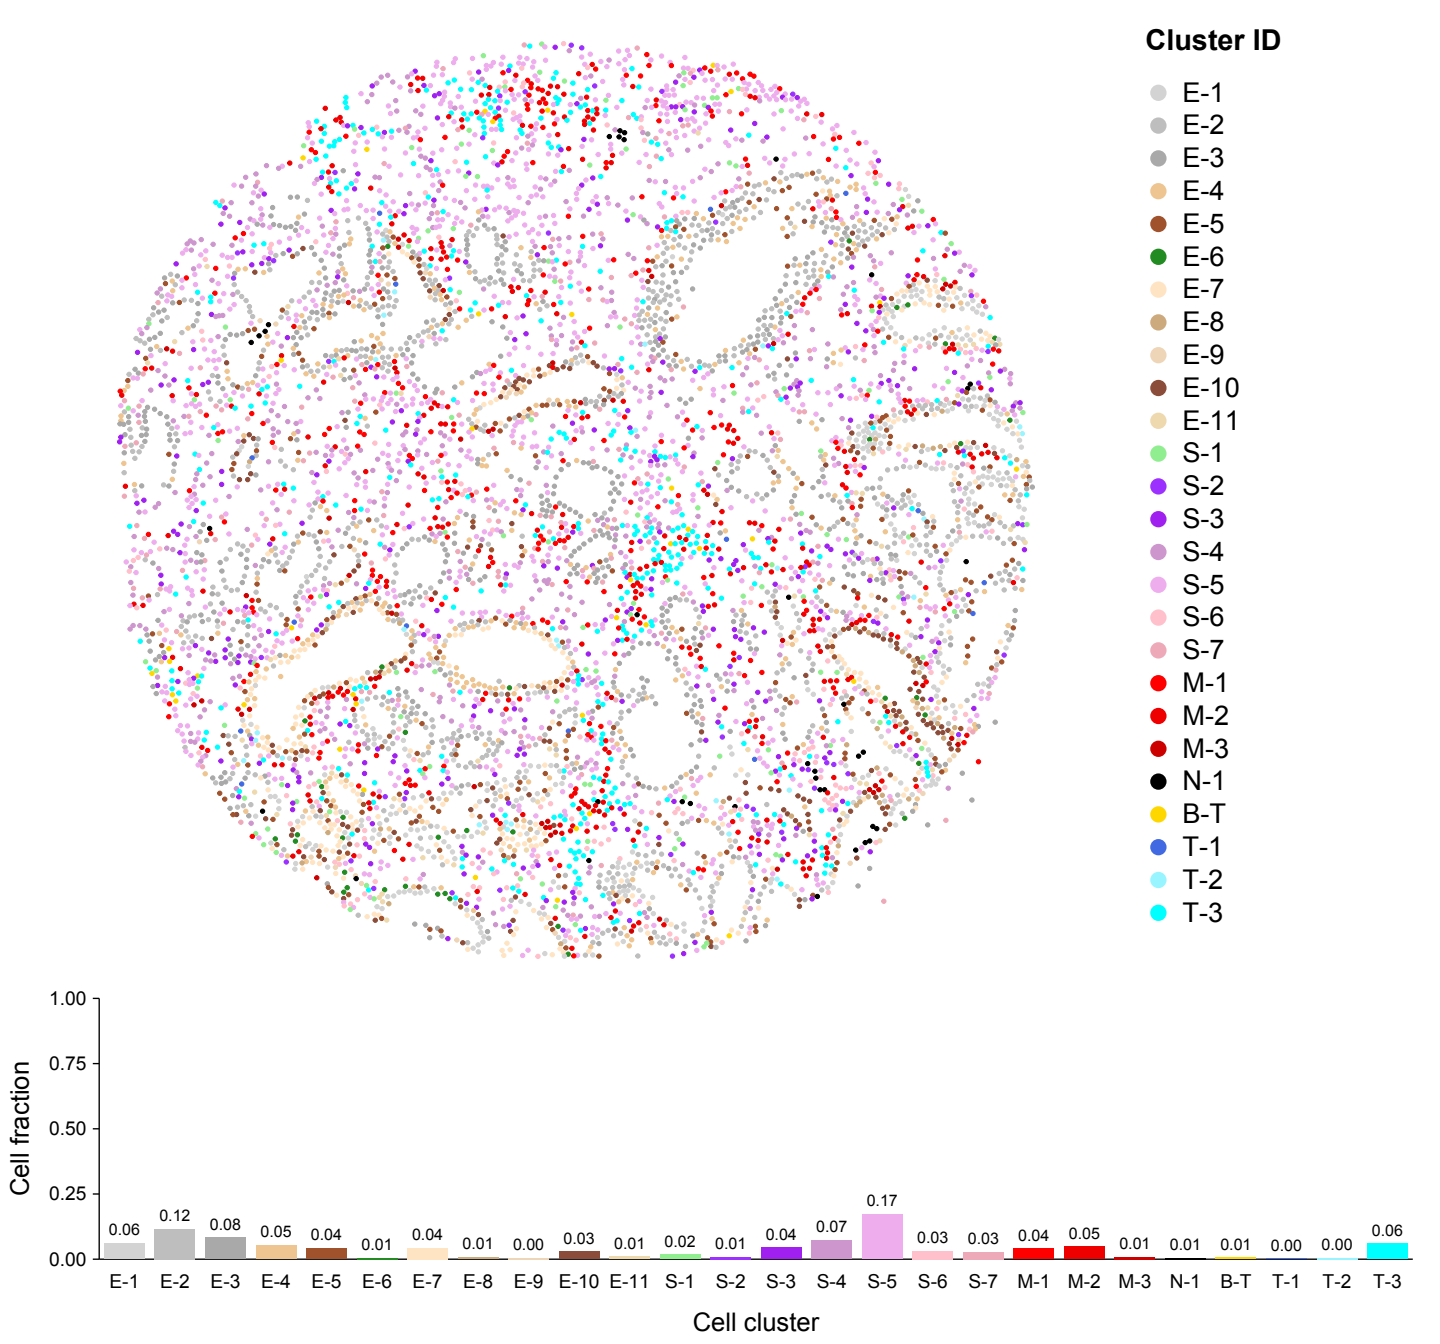 Cluster ID
E-1
E-2
E-3
E-4
E-5
E-6
E-7
E-8
E-9
E-10
E-11
S-1
S-2
S-3
S-4
S-5
S-6
S-7
M-1
M-2
M-3
N-1
B-T
T-1
T-2
T-3
1.00
0.75
0.50
0.25
0.00
Cell fraction
0.06 0.12 0.08 0.05 0.04 0.01 0.04 0.01 0.00 0.03 0.01 0.02 0.01 0.04 0.07 0.17 0.03 0.03 0.04 0.05 0.01 0.01 0.01 0.00 0.00 0.06
E-1 E-2 E-3 E-4 E-5 E-6 E-7 E-8 E-9 E-10 E-11 S-1 S-2 S-3 S-4 S-5 S-6 S-7 M-1 M-2 M-3 N-1 B-T T-1 T-2 T-3
Cell cluster